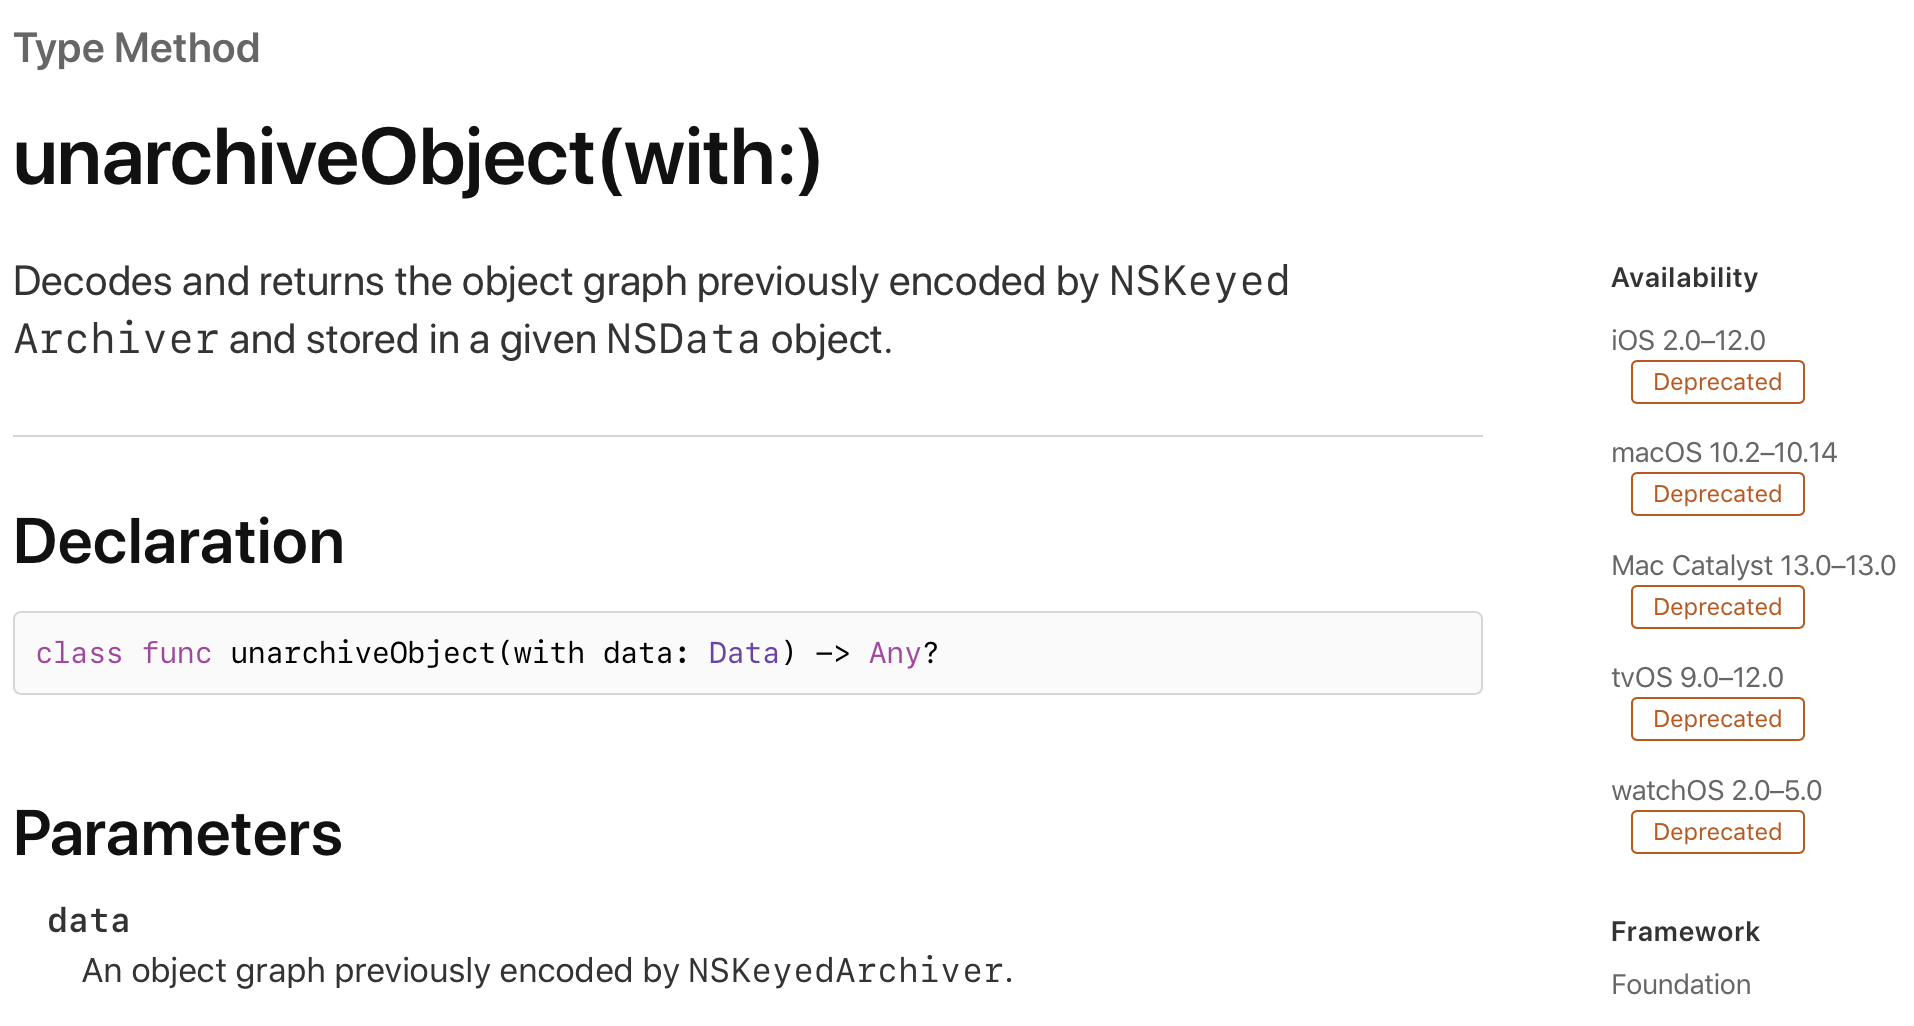 Type Method
unarchiveObject(with:)
Decodes and returns the object graph previously encoded by NSKeyed
Archiver and stored in a given NSData object.
Declaration
class func unarchiveObject(with data: Data) -> Any?
Parameters
data
An object graph previously encoded by NSKeyedArchiver.
Availability
iOS 2.0–12.0
Deprecated
macOS 10.2–10.14
Deprecated
Mac Catalyst 13.0–13.0
Deprecated
tvOS 9.0–12.0
Deprecated
watchOS 2.0–5.0
Deprecated
Framework
Foundation